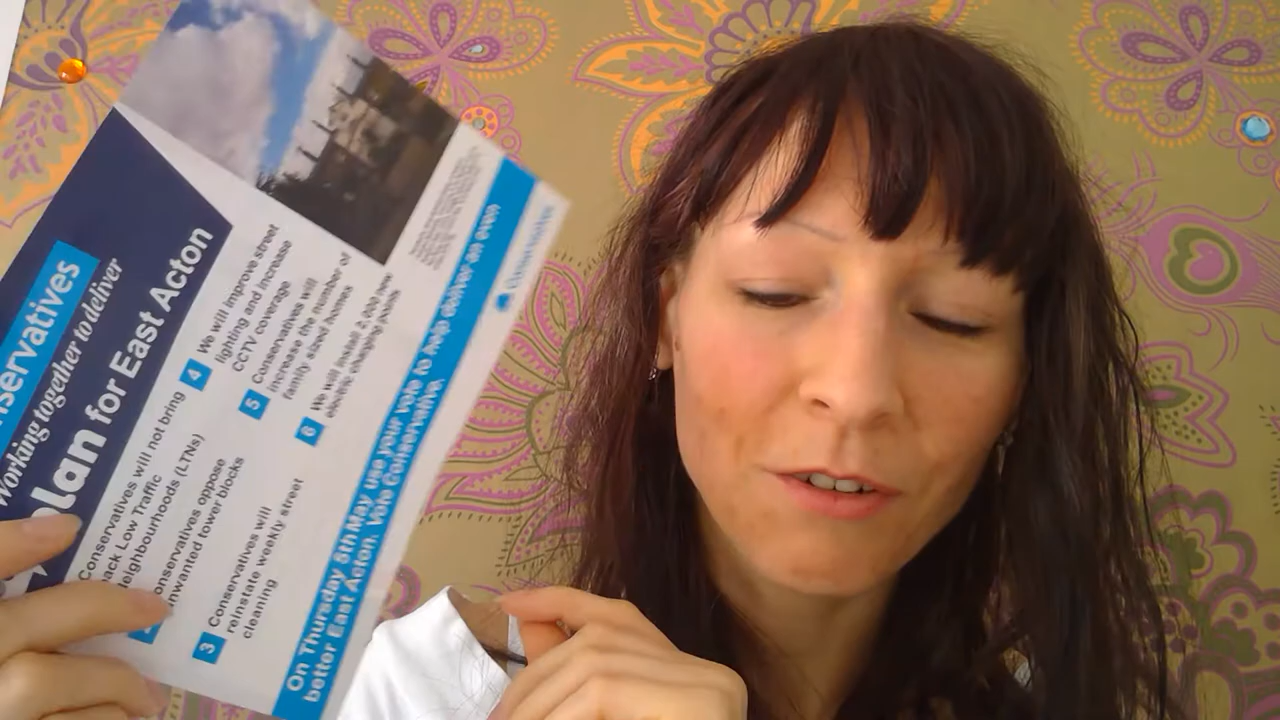 nservatives
Working together to deliver
plan for East Acton
Conservatives will not bring
back Low Traffic
Neighbourhoods (LTNs)
Conservatives oppose
unwanted tower blocks
3 Conservatives will
reinstate weekly street
cleaning
4 We will improve street
lighting and increase
CCTV coverage
5 Conservatives will
increase the number of
family sized homes
6 We will install 2,000 new
electric charging points
On Thursday 5th May use your vote to help deliver an even
better East Acton. Vote Conservative.
Conservatives